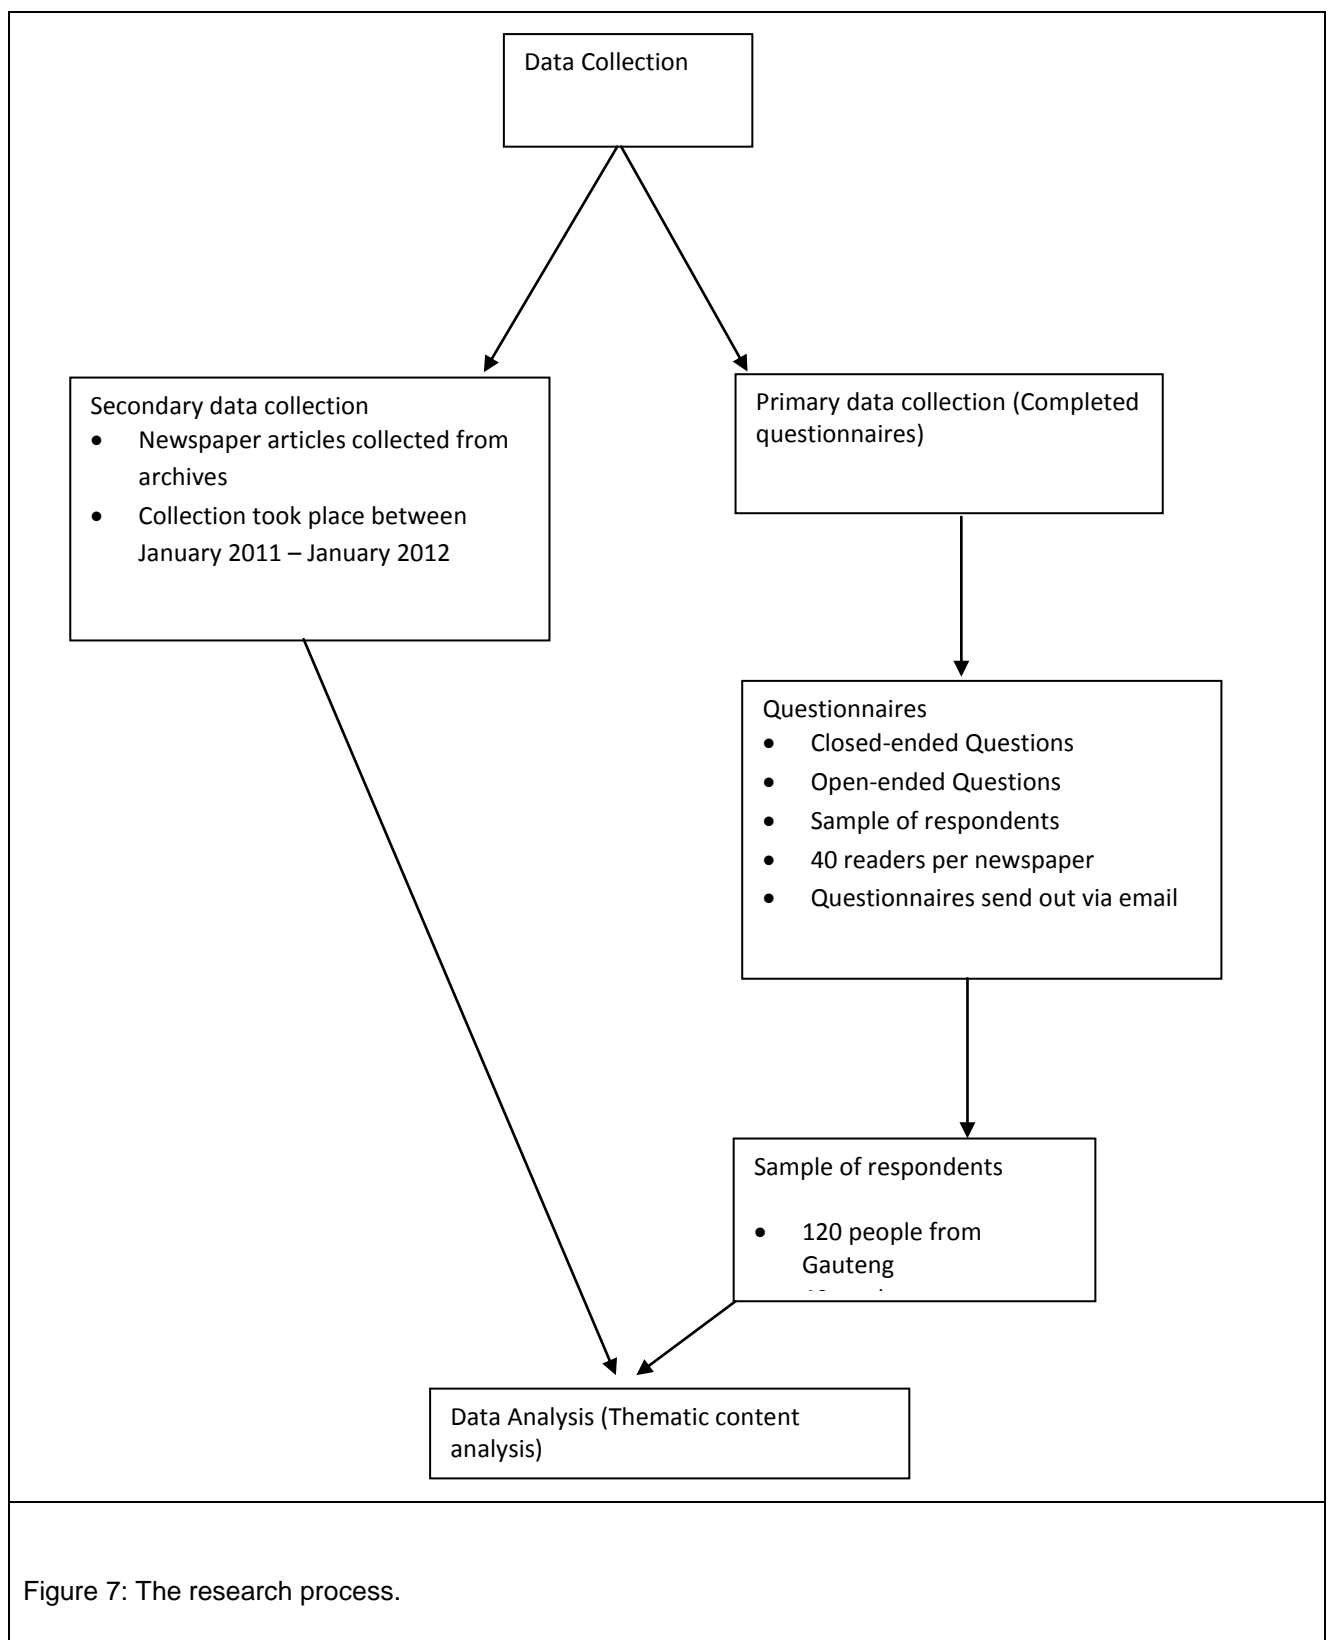 Data Collection
Secondary data collection
• Newspaper articles collected from
archives
• Collection took place between
January 2011 – January 2012
Primary data collection (Completed
questionnaires)
Questionnaires
• Closed-ended Questions
• Open-ended Questions
• Sample of respondents
• 40 readers per newspaper
• Questionnaires send out via email
Sample of respondents
• 120 people from
Gauteng
Data Analysis (Thematic content
analysis)
Figure 7: The research process.